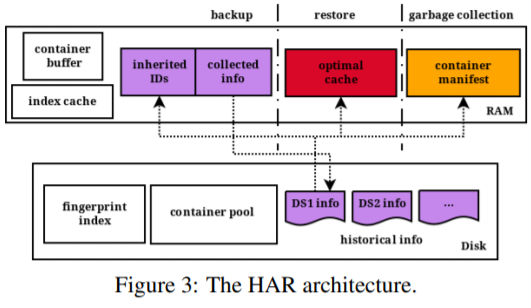 backup
restore
garbage collection
container
buffer
index cache
inherited
IDs
collected
info
optimal
cache
container
manifest
RAM
fingerprint
index
container pool
DS1 info
DS2 info
...
historical info
Disk
Figure 3: The HAR architecture.